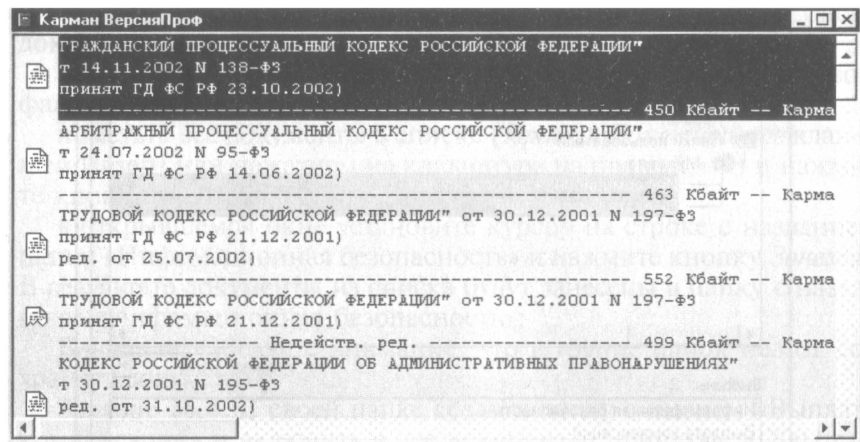 Карман ВерсияПроф
ГРАЖДАНСКИЙ ПРОЦЕССУАЛЬНЫЙ КОДЕКС РОССИЙСКОЙ ФЕДЕРАЦИИ"
т 14.11.2002 N 138-ФЗ
принят ГД ФС РФ 23.10.2002)
450 Кбайт -- Карма
АРБИТРАЖНЫЙ ПРОЦЕССУАЛЬНЫЙ КОДЕКС РОССИЙСКОЙ ФЕДЕРАЦИИ"
т 24.07.2002 N 95-ФЗ
принят ГД ФС РФ 14.06.2002)
463 Кбайт -- Карма
ТРУДОВОЙ КОДЕКС РОССИЙСКОЙ ФЕДЕРАЦИИ" от 30.12.2001 N 197-ФЗ
принят ГД ФС РФ 21.12.2001)
ред. от 25.07.2002)
552 Кбайт -- Карма
ТРУДОВОЙ КОДЕКС РОССИЙСКОЙ ФЕДЕРАЦИИ" от 30.12.2001 N 197-ФЗ
принят ГД ФС РФ 21.12.2001)
Недейств. ред. 499 Кбайт -- Карма
КОДЕКС РОССИЙСКОЙ ФЕДЕРАЦИИ ОБ АДМИНИСТРАТИВНЫХ ПРАВОНАРУШЕНИЯХ"
т 30.12.2001 N 195-ФЗ
ред. от 31.10.2002)